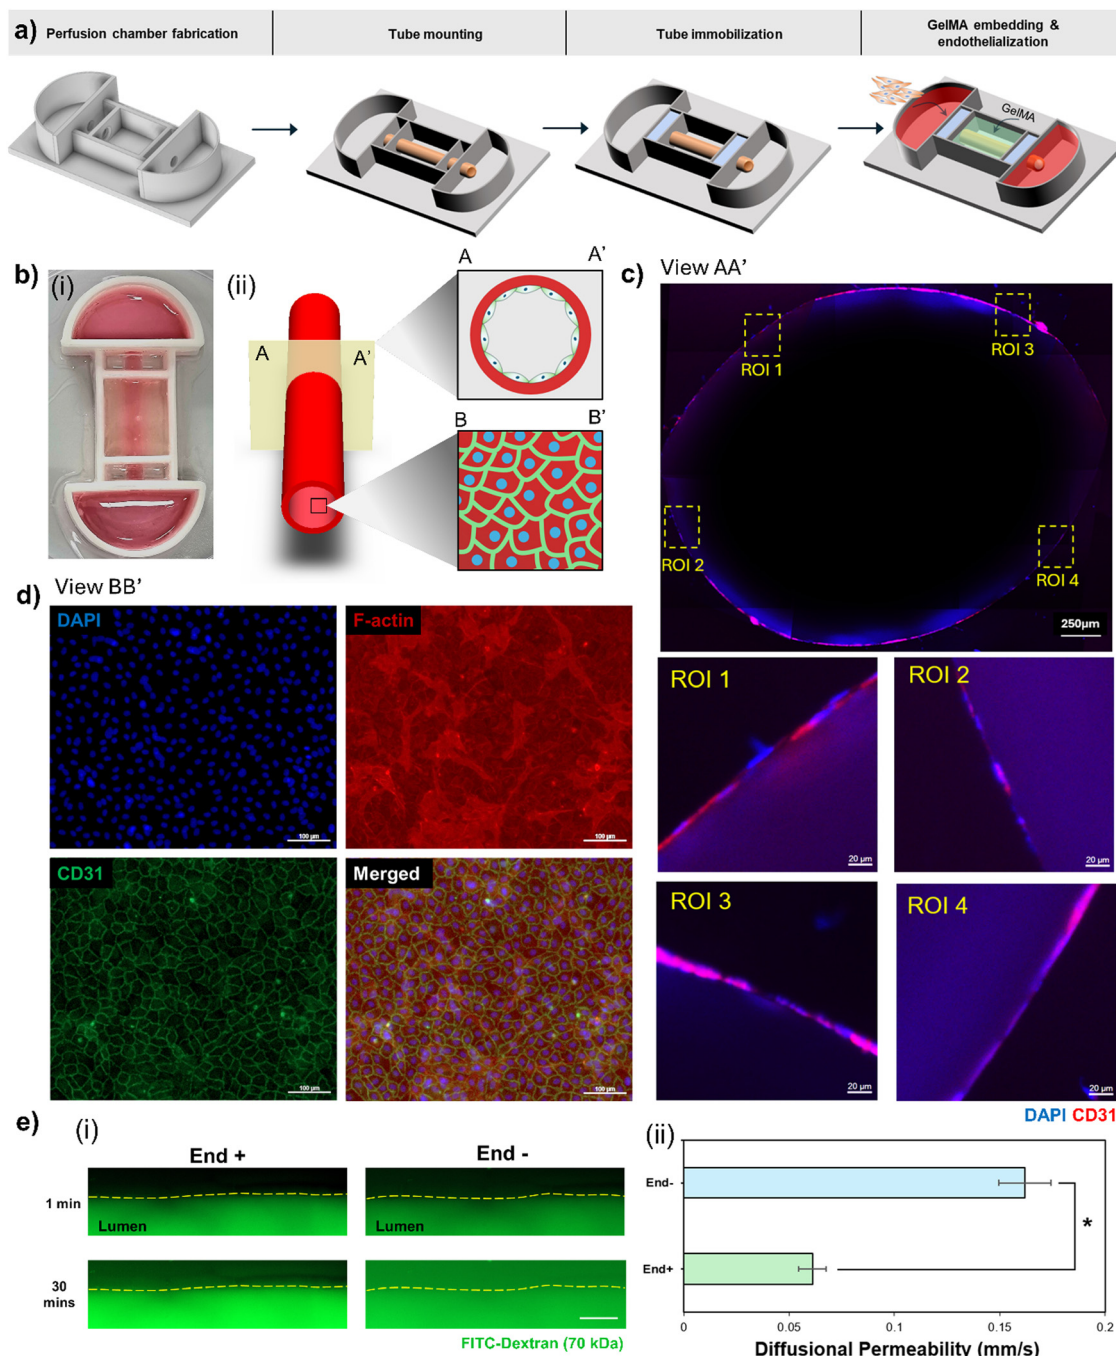 a)
Perfusion chamber fabrication
Tube mounting
Tube immobilization
GelMA embedding &
endothelialization
GelMA
b)
(i)
(ii)
A
A'
A
A'
B
B'
c)
View AA'
ROI 1
ROI 3
ROI 2
ROI 4
250µm
ROI 1
20 µm
ROI 2
20 µm
ROI 3
20 µm
ROI 4
20 µm
DAPI CD31
d)
View BB'
DAPI
100 µm
F-actin
100 µm
CD31
100 µm
Merged
100 µm
e)
(i)
End +
End -
1 min
Lumen
30
mins
FITC-Dextran (70 kDa)
(ii)
End-
End+
*
0
0.05
0.1
0.15
0.2
Diffusional Permeability (mm/s)